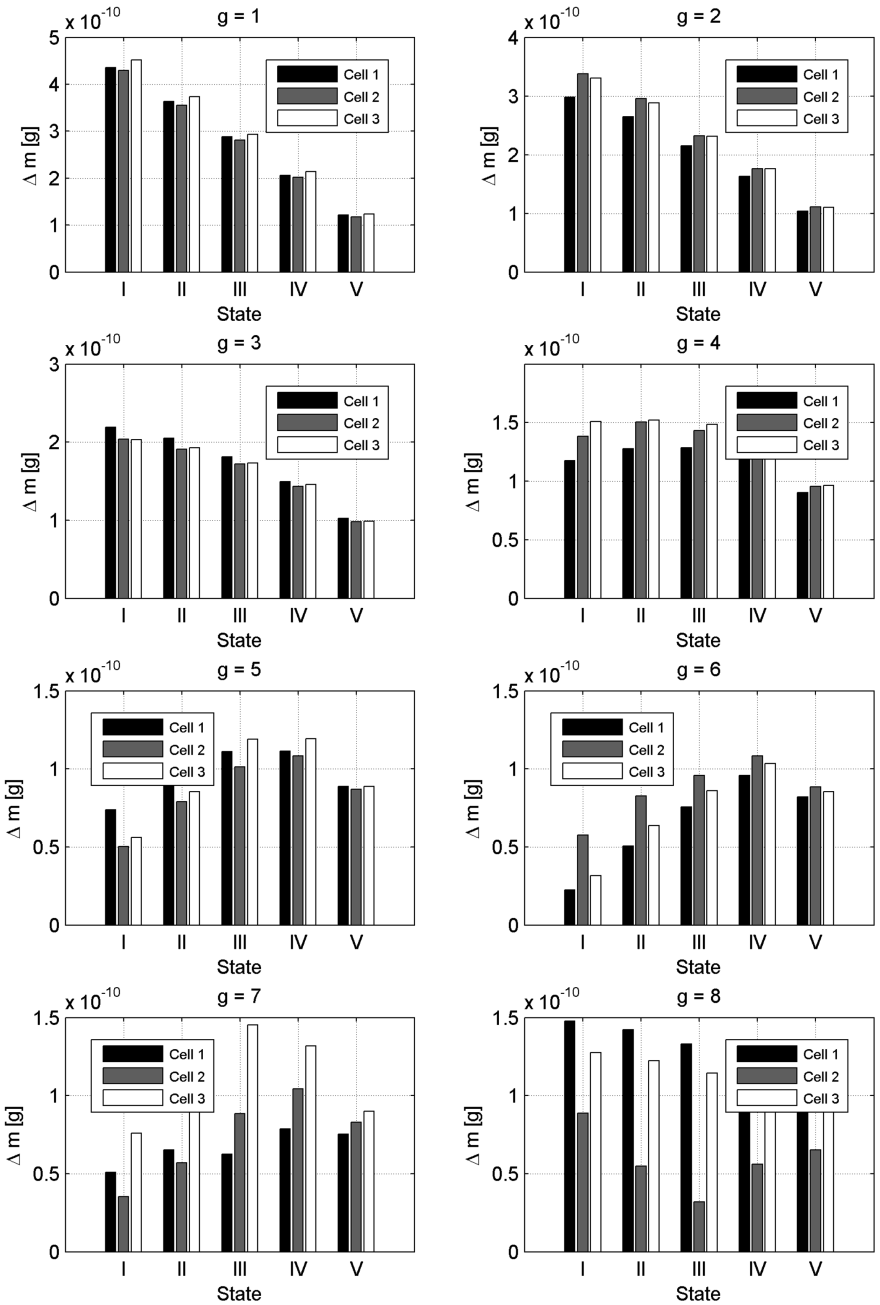 x 10-10
g = 1
5
4
3
2
1
0
Δ m [g]
Cell 1
Cell 2
Cell 3
I II III IV V
State
x 10-10
g = 2
4
3
2
1
0
Δ m [g]
Cell 1
Cell 2
Cell 3
I II III IV V
State
x 10-10
g = 3
3
2
1
0
Δ m [g]
Cell 1
Cell 2
Cell 3
I II III IV V
State
x 10-10
g = 4
1.5
1
0.5
0
Δ m [g]
Cell 1
Cell 2
Cell 3
I II III IV V
State
x 10-10
g = 5
1.5
1
0.5
0
Δ m [g]
Cell 1
Cell 2
Cell 3
I II III IV V
State
x 10-10
g = 6
1.5
1
0.5
0
Δ m [g]
Cell 1
Cell 2
Cell 3
I II III IV V
State
x 10-10
g = 7
1.5
1
0.5
0
Δ m [g]
Cell 1
Cell 2
Cell 3
I II III IV V
State
x 10-10
g = 8
1.5
1
0.5
0
Δ m [g]
Cell 1
Cell 2
Cell 3
I II III IV V
State